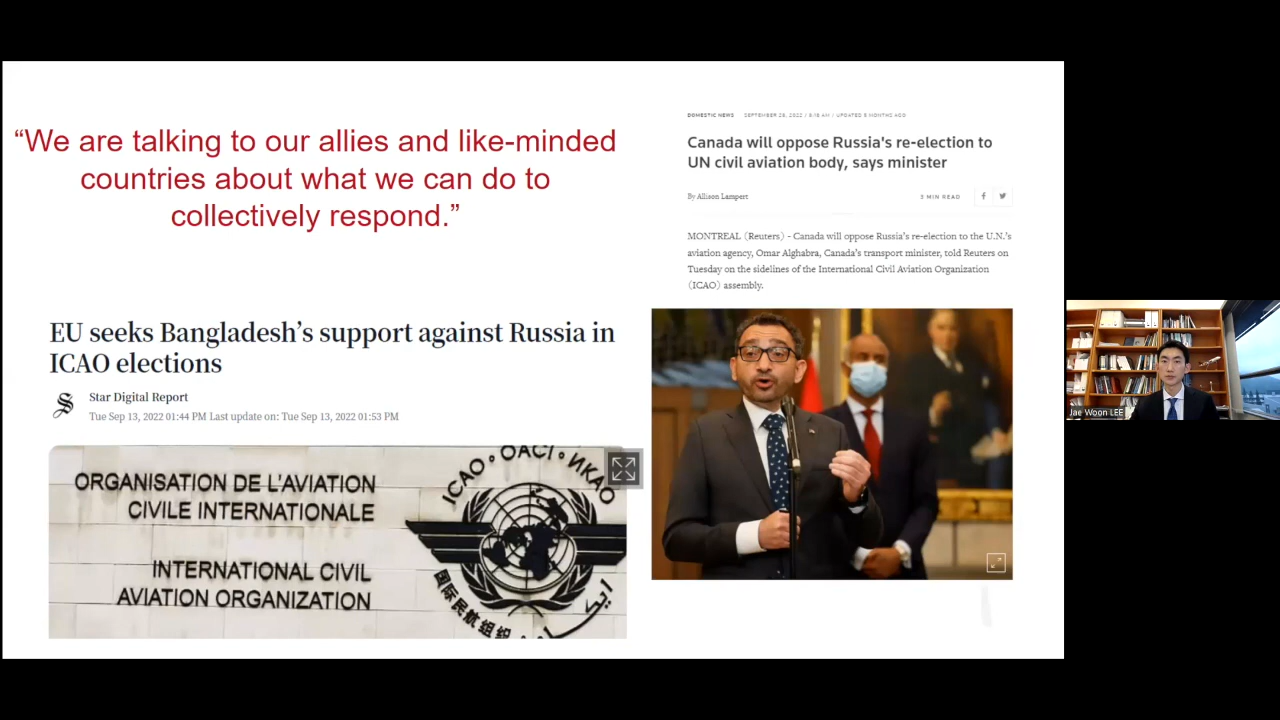 “We are talking to our allies and like-minded
countries about what we can do to
collectively respond.”
EU seeks Bangladesh’s support against Russia in
ICAO elections
Star Digital Report
Tue Sep 13, 2022 01:44 PM Last update on: Tue Sep 13, 2022 01:53 PM
ORGANISATION DE L'AVIATION
CIVILE INTERNATIONALE
INTERNATIONAL CIVIL
AVIATION ORGANIZATION
ICAO • OACI • ИКАО
国际民航组织
DOMESTIC NEWS
Canada will oppose Russia's re-election to
UN civil aviation body, says minister
By Allison Lampert
3 MIN READ
MONTREAL (Reuters) - Canada will oppose Russia’s re-election to the U.N.’s
aviation agency, Omar Alghabra, Canada’s transport minister, told Reuters on
Tuesday on the sidelines of the International Civil Aviation Organization
(ICAO) assembly.
Jae Woon LEE